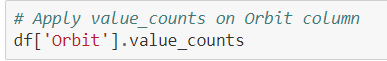 # Apply value_counts on Orbit column
df['Orbit'].value_counts